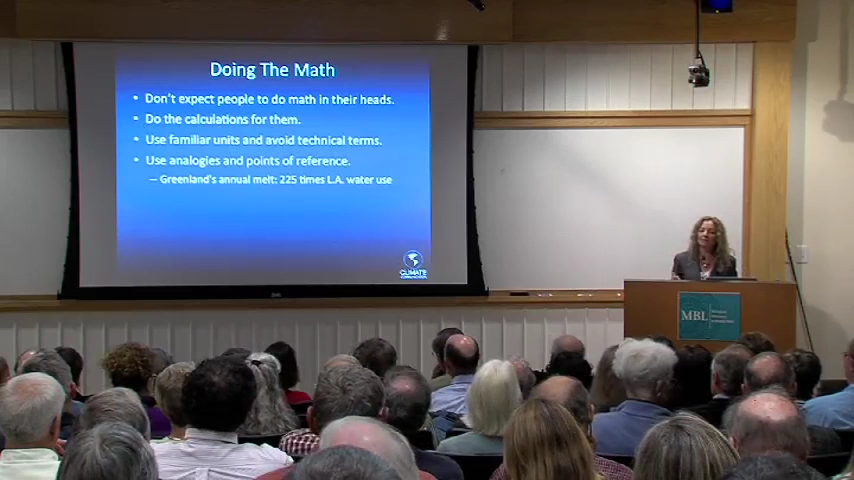 Doing The Math
• Don't expect people to do math in their heads.
• Do the calculations for them.
• Use familiar units and avoid technical terms.
• Use analogies and points of reference.
– Greenland's annual melt: 225 times L.A. water use
CLIMATE
MBL